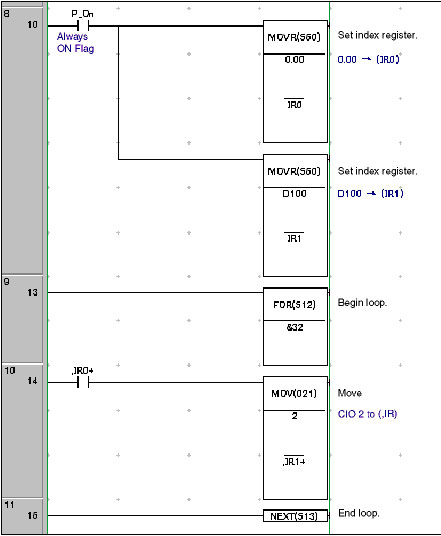 8
10
P_On
Always
ON Flag
MOVR(560)
0.00
,IR0
Set index register.
0.00 → (IR0)
MOVR(560)
D100
,IR1
Set index register.
D100 → (IR1)
9
13
FOR(512)
&32
Begin loop.
10
14
,IR0+
MOV(021)
2
,IR1+
Move
CIO 2 to (,IR)
11
16
NEXT(513)
End loop.